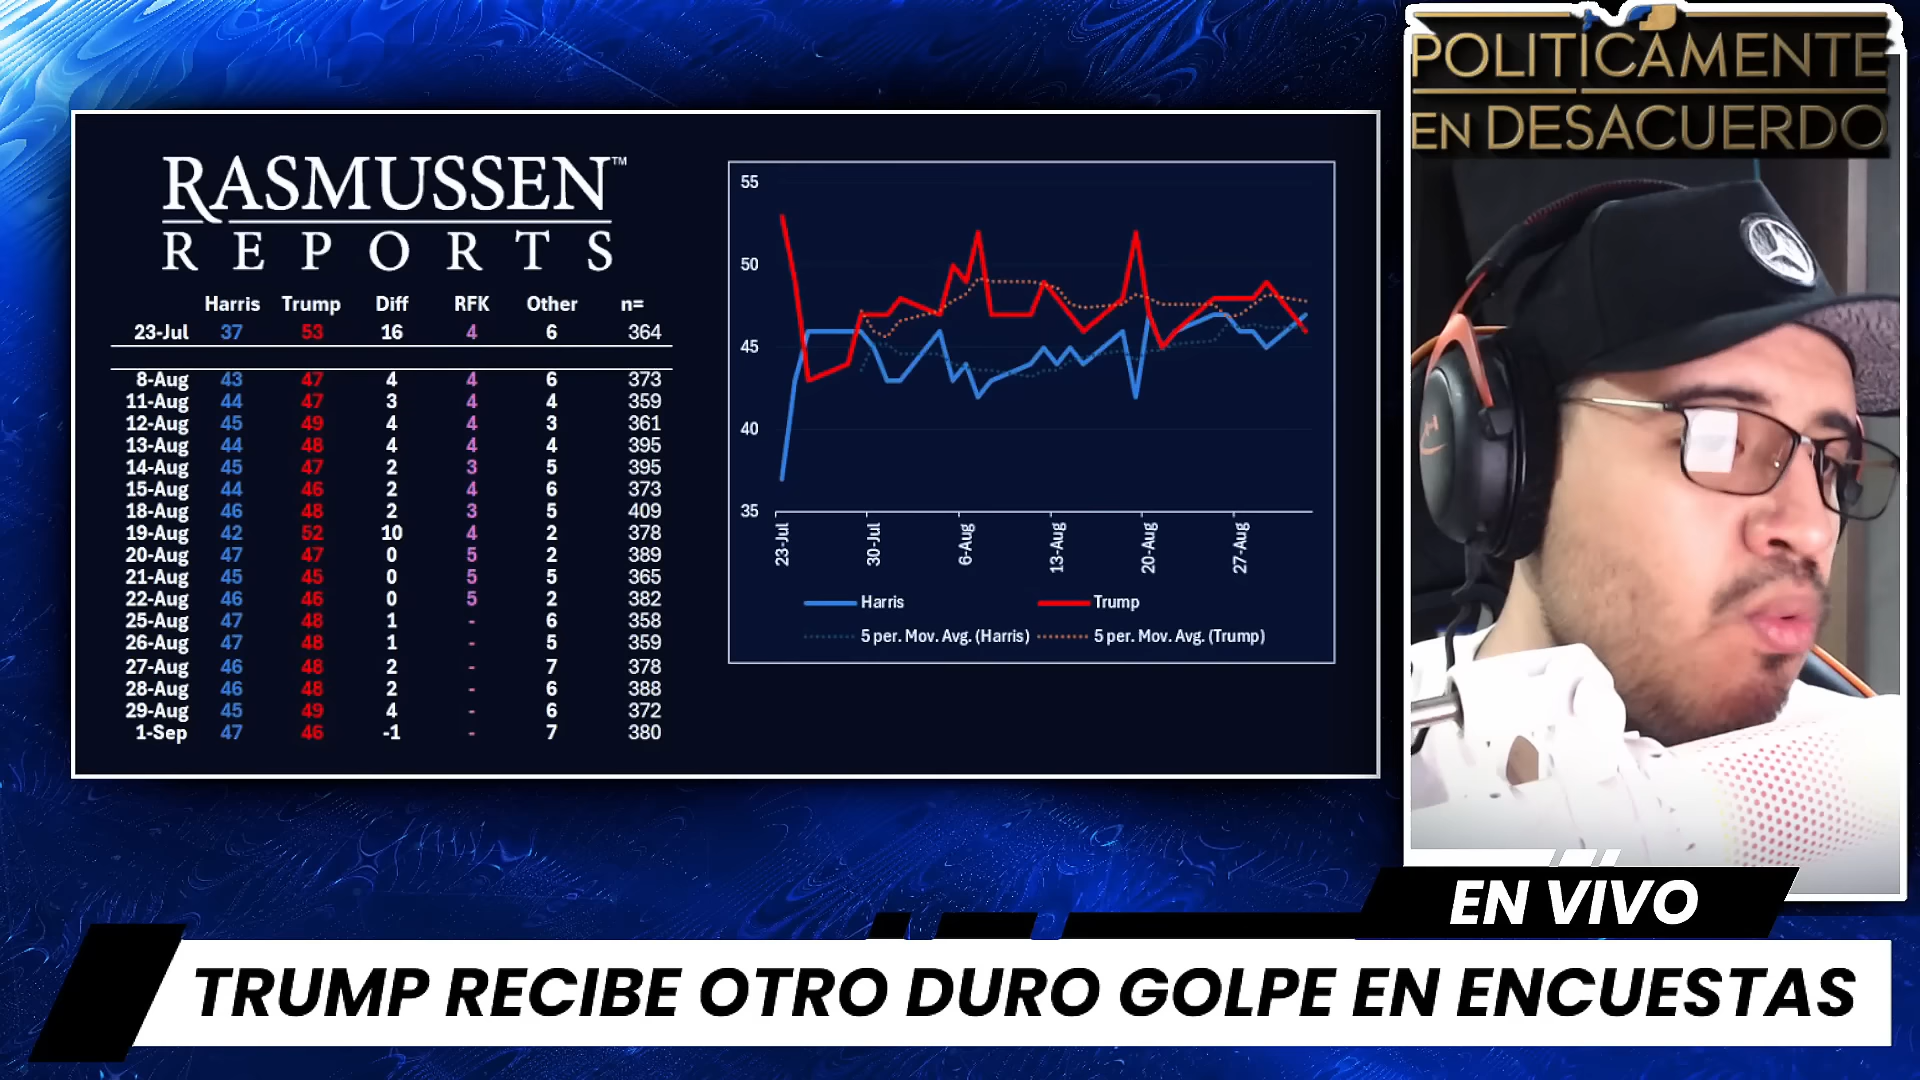 POLITÍCAMENTE
EN DESACUERDO
RASMUSSEN™
REPORTS
Harris Trump Diff RFK Other n=
23-Jul 37 53 16 4 6 364
8-Aug 43 47 4 4 6 373
11-Aug 44 47 3 4 4 359
12-Aug 45 49 4 4 3 361
13-Aug 44 48 4 4 4 395
14-Aug 45 47 2 3 5 395
15-Aug 44 46 2 4 6 373
18-Aug 46 48 2 3 5 409
19-Aug 42 52 10 4 2 378
20-Aug 47 47 0 5 2 389
21-Aug 45 45 0 5 5 365
22-Aug 46 46 0 5 2 382
25-Aug 47 48 1 - 6 358
26-Aug 47 48 1 - 5 359
27-Aug 46 48 2 - 7 378
28-Aug 46 48 2 - 6 388
29-Aug 45 49 4 - 6 372
1-Sep 47 46 -1 - 7 380
55
50
45
40
35
23-Jul 30-Jul 6-Aug 13-Aug 20-Aug 27-Aug
Harris Trump
5 per. Mov. Avg. (Harris) 5 per. Mov. Avg. (Trump)
EN VIVO
TRUMP RECIBE OTRO DURO GOLPE EN ENCUESTAS